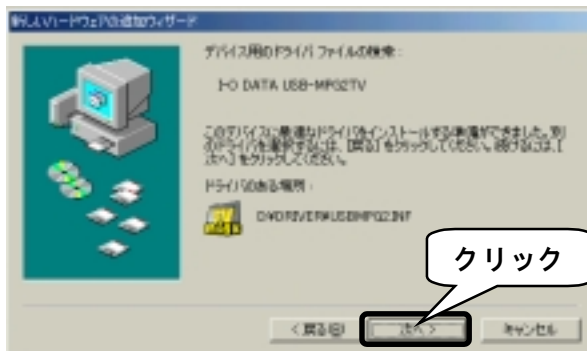 新しいハードウェアの追加ウィザード
デバイス用のドライバ ファイルの検索:
I-O DATA USB-MPG2TV
このデバイスに最適なドライバをインストールする準備ができました。別
のドライバを選択するには、[戻る] をクリックしてください。続けるには、[
次へ] をクリックしてください。
ドライバのある場所:
D:¥DRIVER¥USBMPG2.INF
クリック
< 戻る(B)
次へ >
キャンセル